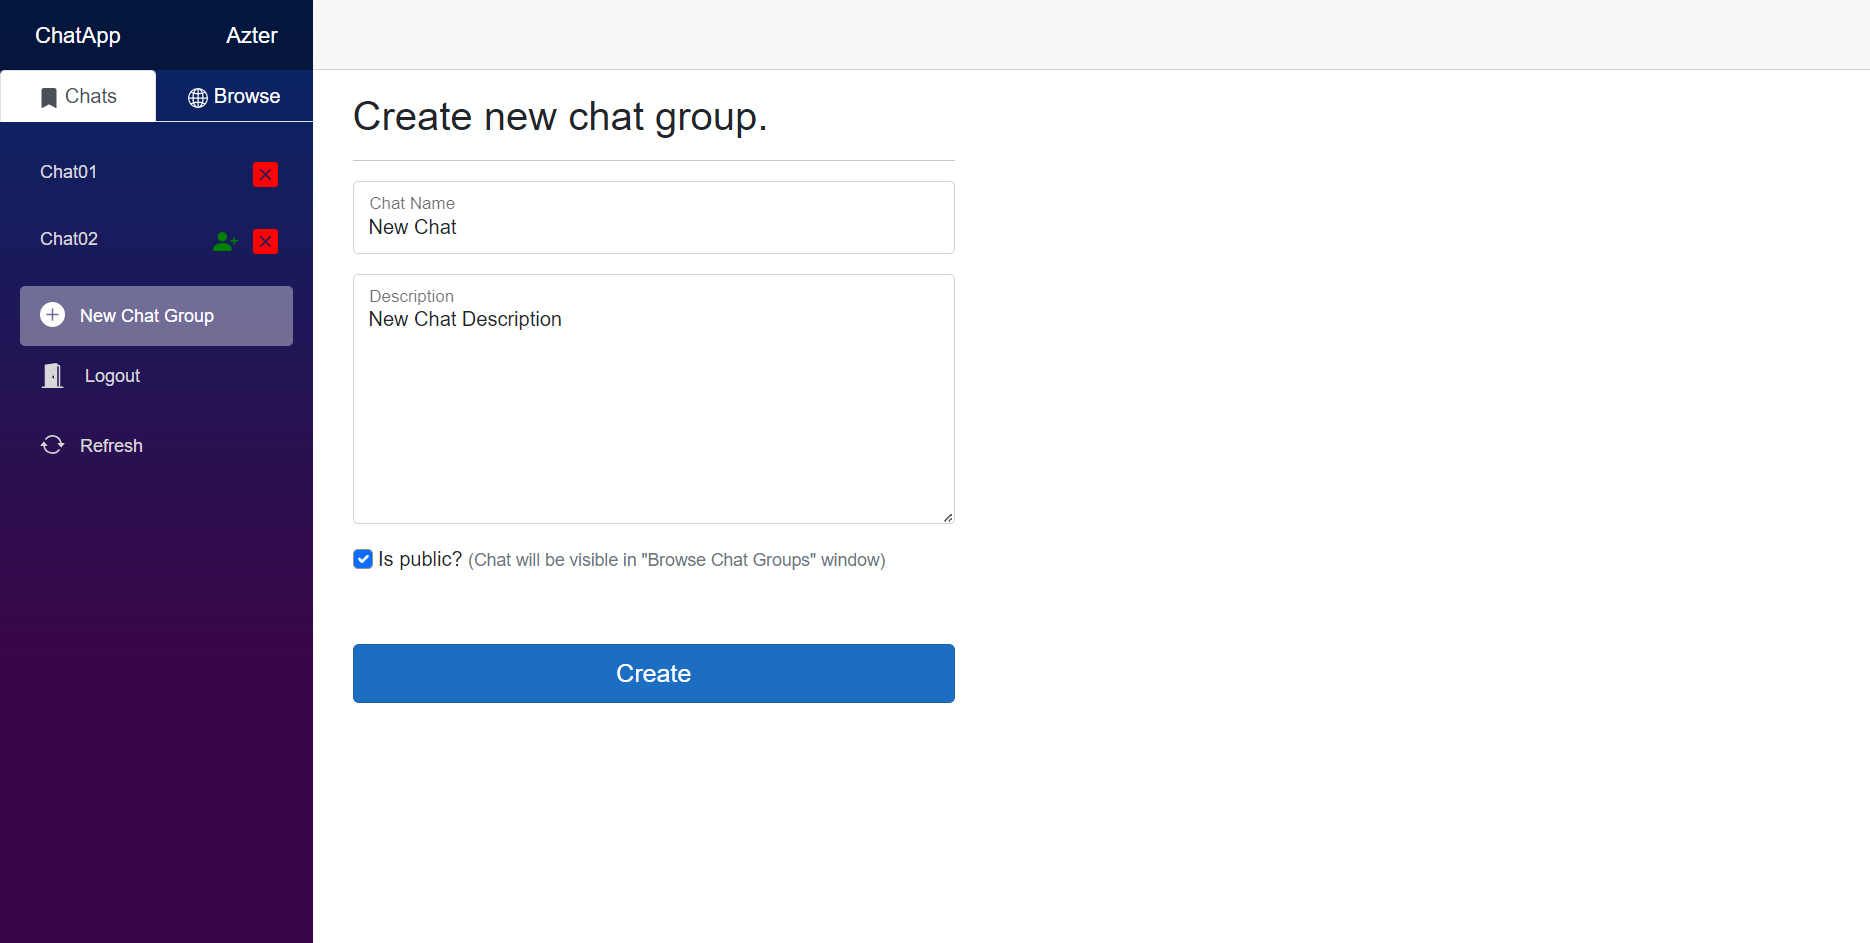 ChatApp
Azter
Chats
Browse
Chat01
Chat02
New Chat Group
Logout
Refresh
Create new chat group.
Chat Name
New Chat
Description
New Chat Description
Is public? (Chat will be visible in "Browse Chat Groups" window)
Create